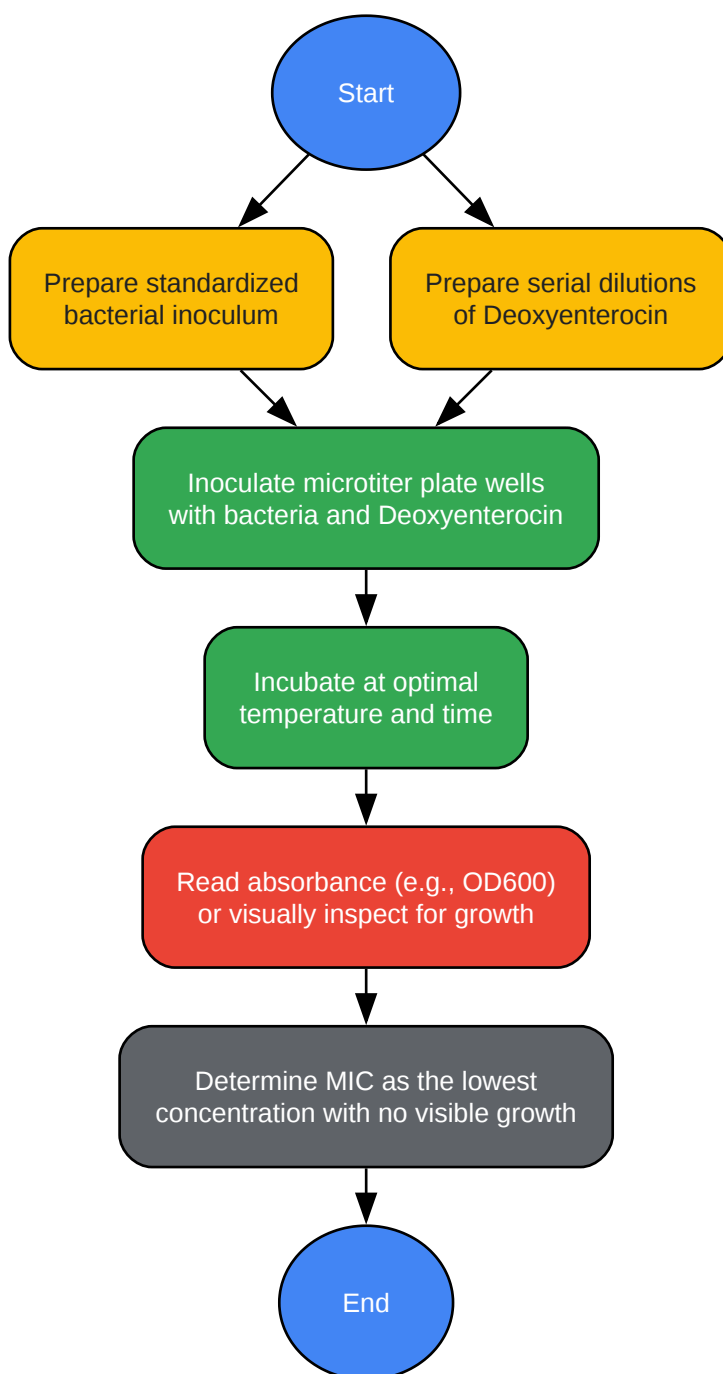 Start
Prepare standardized
bacterial inoculum
Prepare serial dilutions
of Deoxyenterocin
Inoculate microtiter plate wells
with bacteria and Deoxyenterocin
Incubate at optimal
temperature and time
Read absorbance (e.g., OD600)
or visually inspect for growth
Determine MIC as the lowest
concentration with no visible growth
End